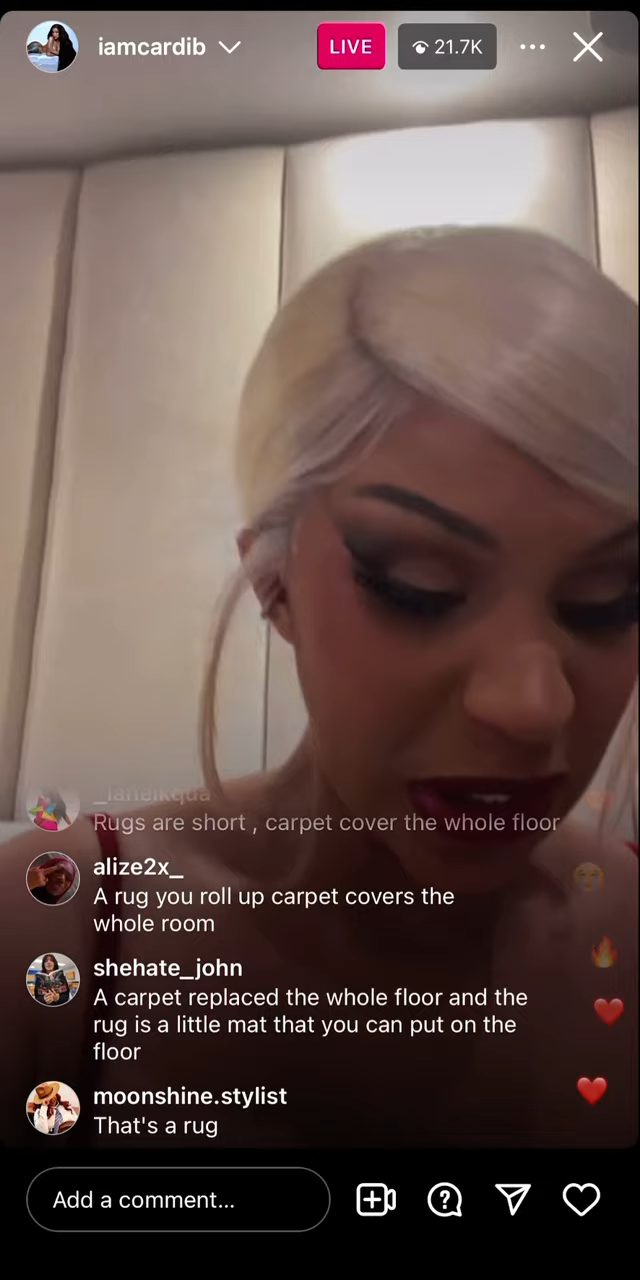 iamcardib
LIVE
21.7K
Rugs are short , carpet cover the whole floor
alize2x_
A rug you roll up carpet covers the
whole room
shehate_john
A carpet replaced the whole floor and the
rug is a little mat that you can put on the
floor
moonshine.stylist
That's a rug
Add a comment...